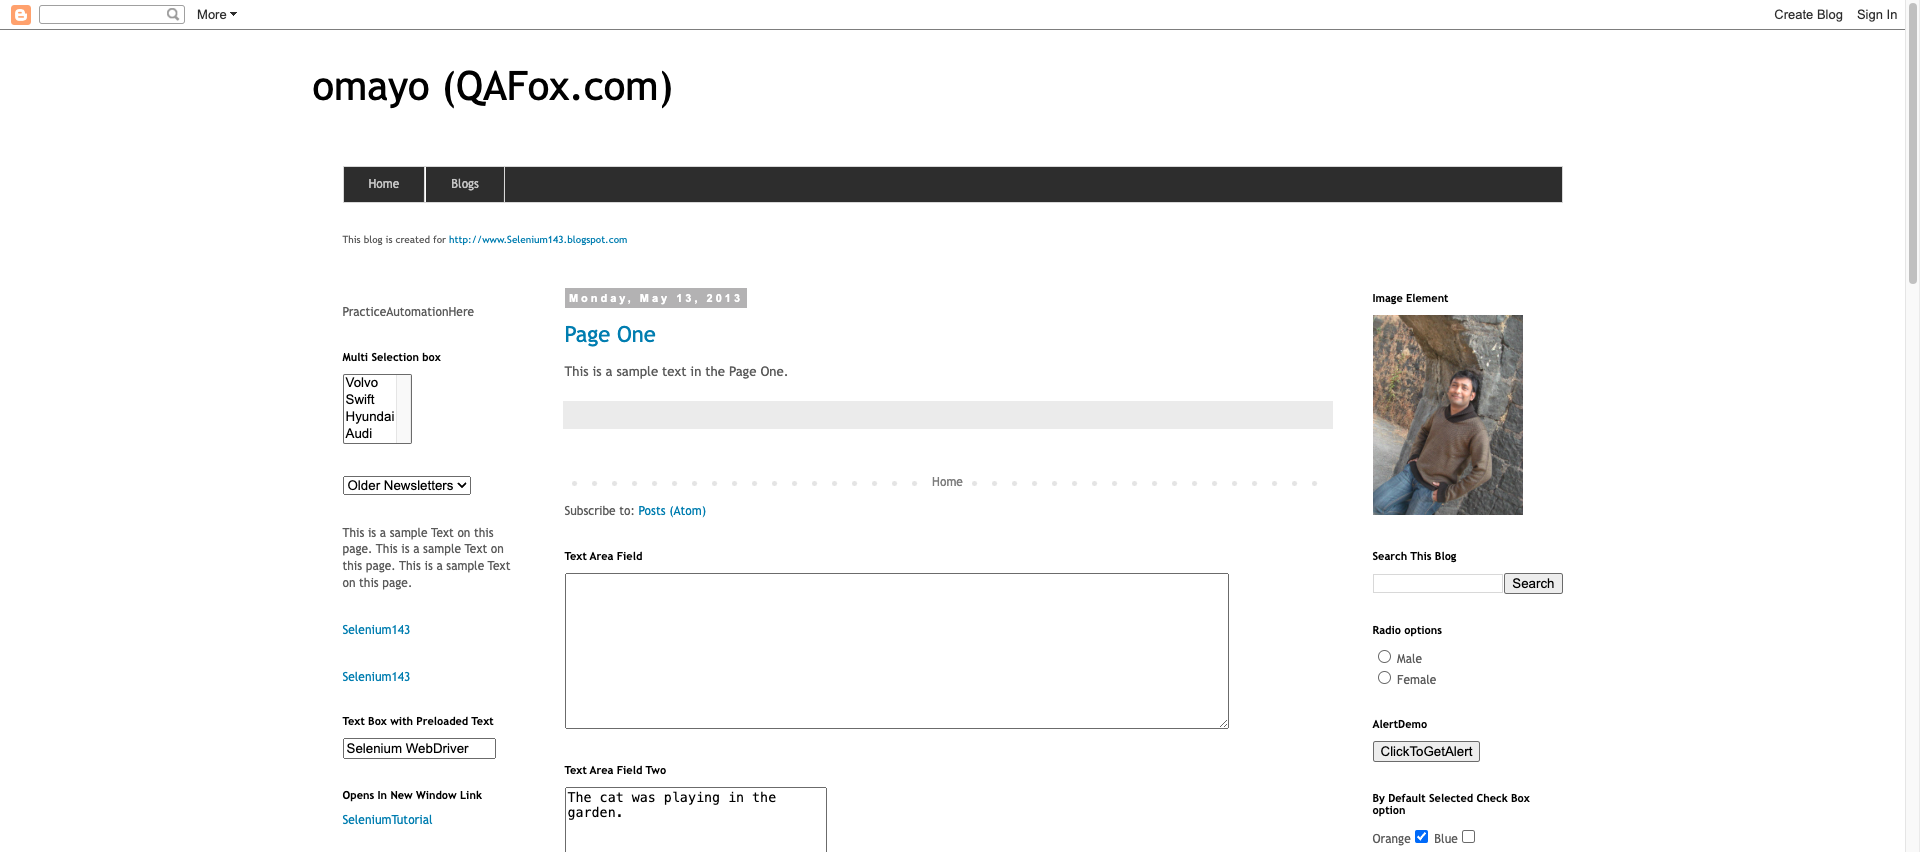 More
Create Blog
Sign In
omayo (QAFox.com)
Home
Blogs
This blog is created for http://www.Selenium143.blogspot.com
PracticeAutomationHere
Multi Selection box
Volvo
Swift
Hyundai
Audi
Older Newsletters
This is a sample Text on this
page. This is a sample Text on
this page. This is a sample Text
on this page.
Selenium143
Selenium143
Text Box with Preloaded Text
Selenium WebDriver
Opens In New Window Link
SeleniumTutorial
Monday, May 13, 2013
Page One
This is a sample text in the Page One.
Home
Subscribe to: Posts (Atom)
Text Area Field
Text Area Field Two
The cat was playing in the
garden.
Image Element
Search This Blog
Search
Radio options
Male
Female
AlertDemo
ClickToGetAlert
By Default Selected Check Box
option
Orange Blue